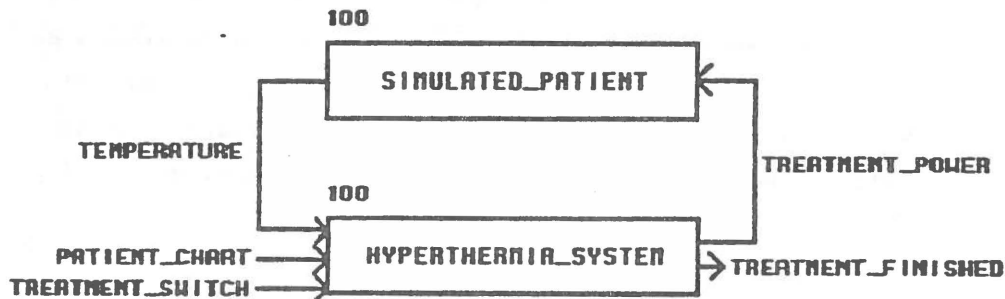 100
SIMULATED_PATIENT
TEMPERATURE
TREATMENT_POWER
100
PATIENT_CHART
HYPERTHERMIA_SYSTEM
TREATMENT_FINISHED
TREATMENT_SWITCH